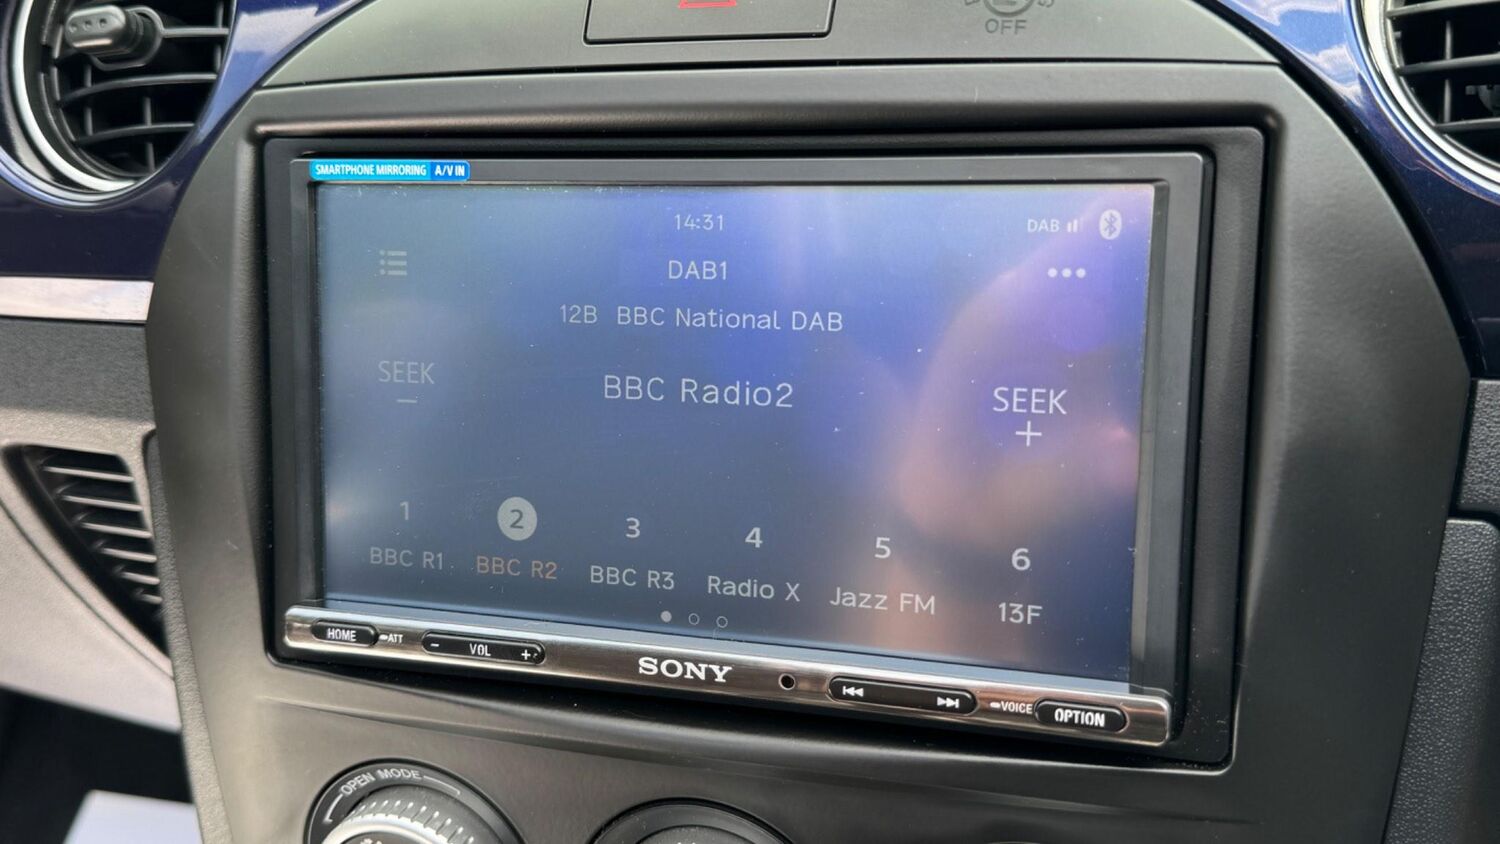 OFF
SMARTPHONE MIRRORING A/V IN
14:31
DAB
DAB1
12B BBC National DAB
SEEK
−
BBC Radio2
SEEK
+
1 2 3 4 5 6
BBC R1 BBC R2 BBC R3 Radio X Jazz FM 13F
HOME ATT − VOL + SONY VOICE OPTION
OPEN MODE